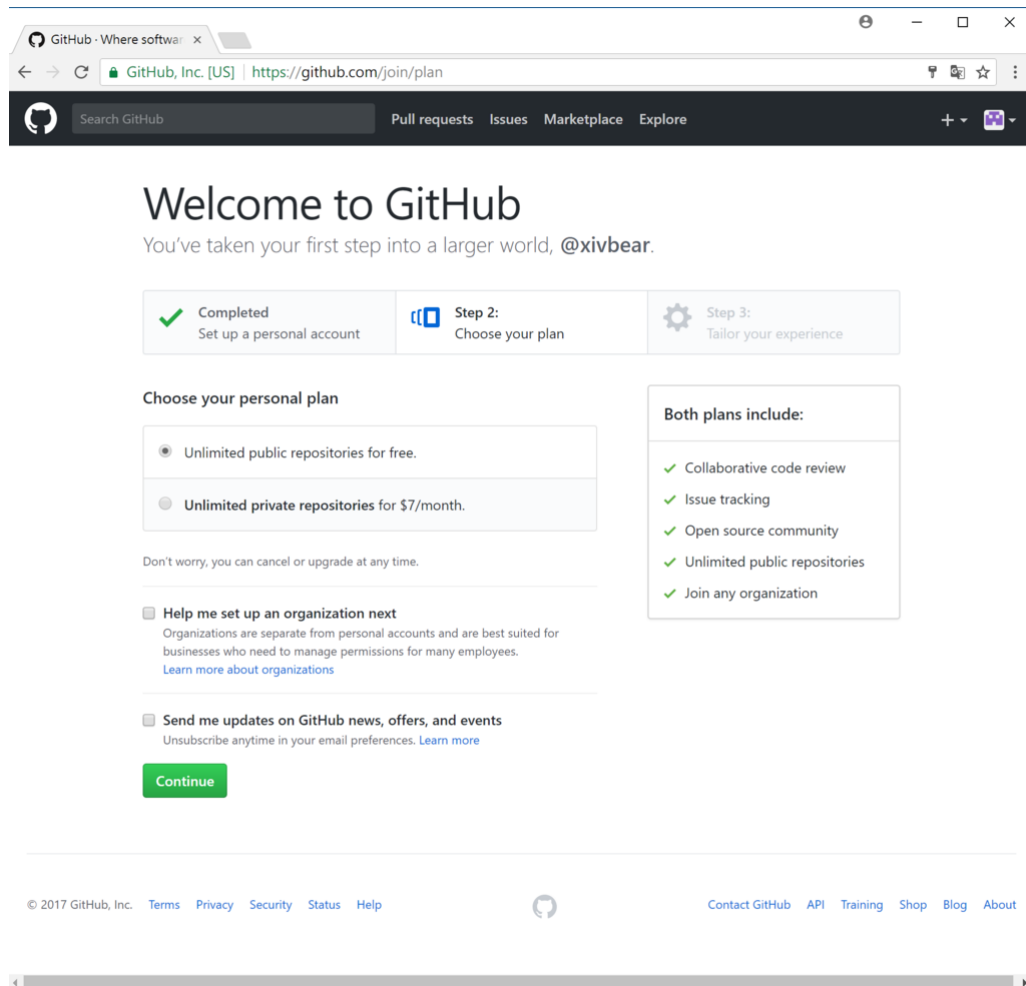 GitHub · Where softwar
GitHub, Inc. [US] https://github.com/join/plan
Search GitHub Pull requests Issues Marketplace Explore
Welcome to GitHub
You've taken your first step into a larger world, @xivbear.
Completed
Set up a personal account
Step 2:
Choose your plan
Step 3:
Tailor your experience
Choose your personal plan
Unlimited public repositories for free.
Unlimited private repositories for $7/month.
Don't worry, you can cancel or upgrade at any time.
Help me set up an organization next
Organizations are separate from personal accounts and are best suited for
businesses who need to manage permissions for many employees.
Learn more about organizations
Send me updates on GitHub news, offers, and events
Unsubscribe anytime in your email preferences. Learn more
Continue
Both plans include:
Collaborative code review
Issue tracking
Open source community
Unlimited public repositories
Join any organization
© 2017 GitHub, Inc. Terms Privacy Security Status Help Contact GitHub API Training Shop Blog About